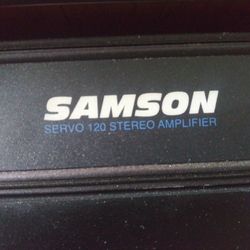 SAMSON
SERVO 120 STEREO AMPLIFIER